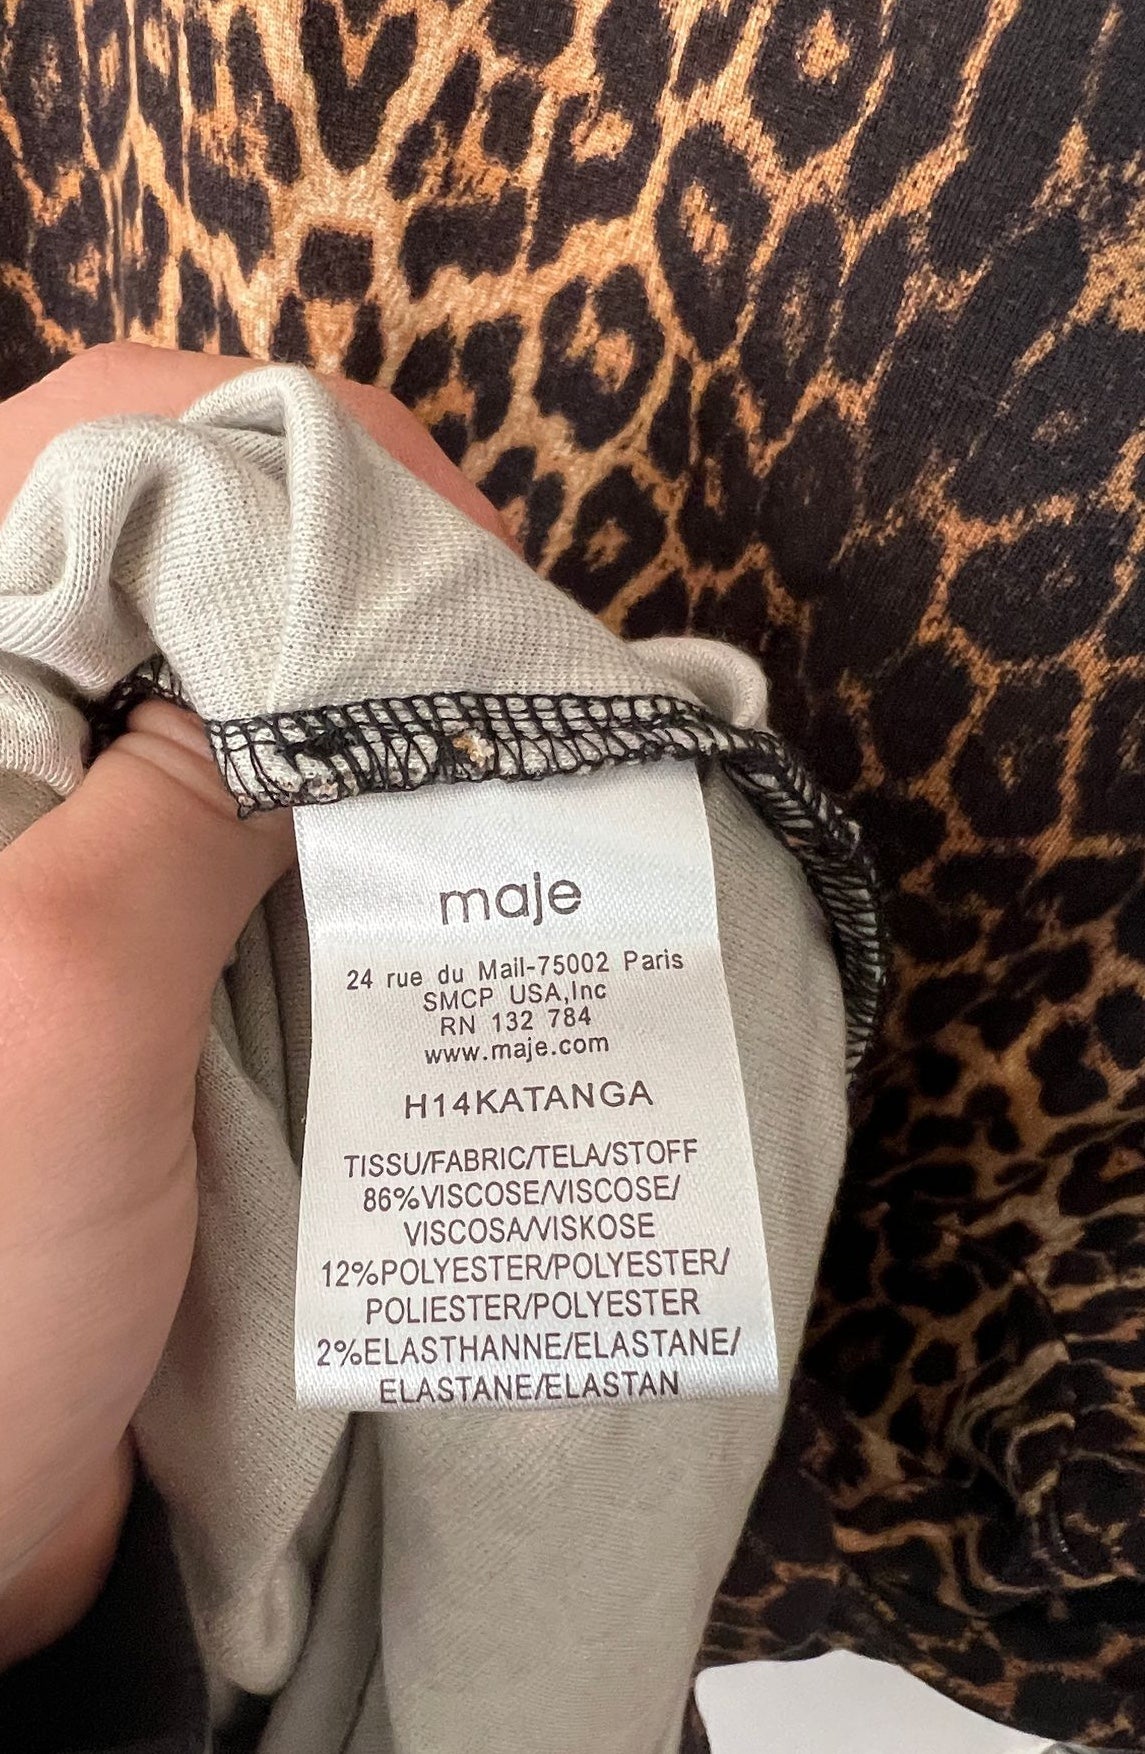 maje
24 rue du Mail-75002 Paris
SMCP USA,Inc
RN 132 784
www.maje.com
H14KATANGA
TISSU/FABRIC/TELA/STOFF
86%VISCOSE/VISCOSE/
VISCOSA/VISKOSE
12%POLYESTER/POLYESTER/
POLIESTER/POLYESTER
2%ELASTHANNE/ELASTANE/
ELASTANE/ELASTAN